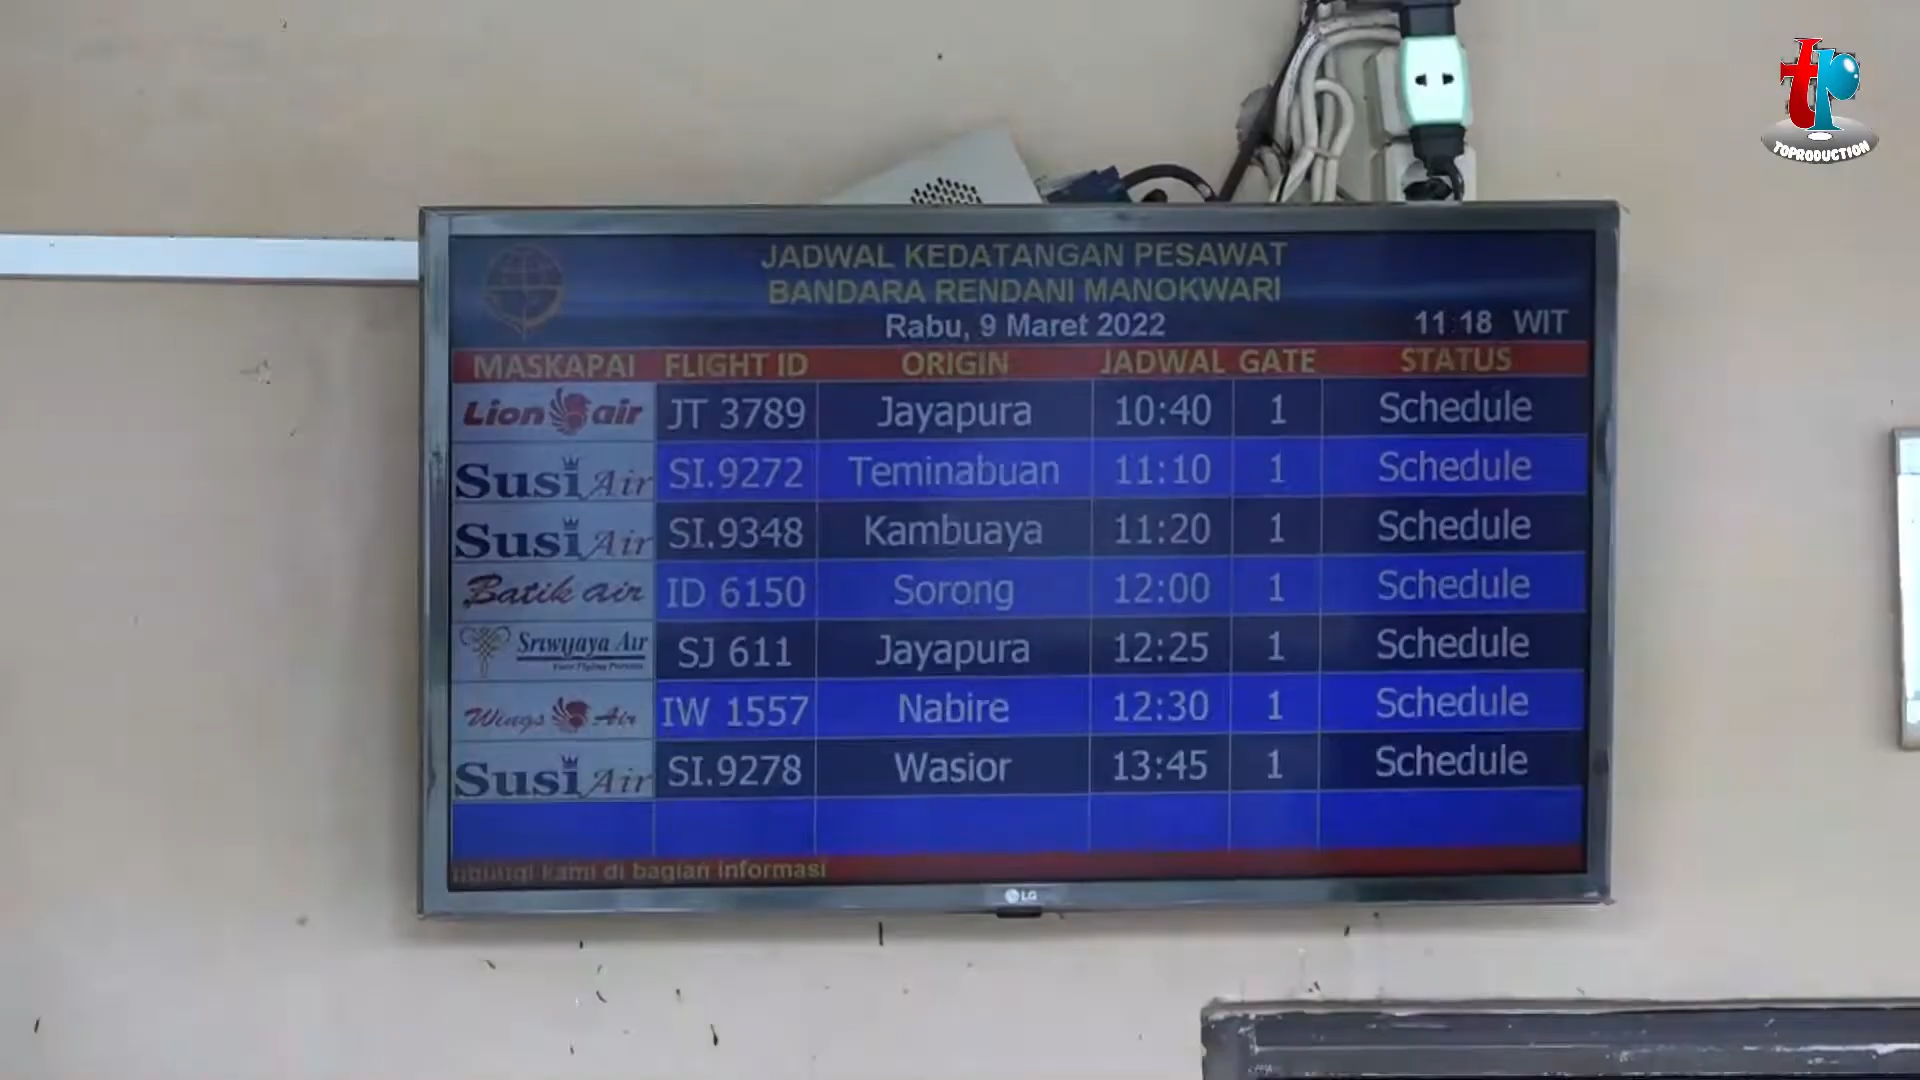 tp
TOPRODUCTION
JADWAL KEDATANGAN PESAWAT
BANDARA RENDANI MANOKWARI
Rabu, 9 Maret 2022
11:18 WIT
MASKAPAI FLIGHT ID ORIGIN JADWAL GATE STATUS
Lion air JT 3789 Jayapura 10:40 1 Schedule
Susi Air SI.9272 Teminabuan 11:10 1 Schedule
Susi Air SI.9348 Kambuaya 11:20 1 Schedule
Batik air ID 6150 Sorong 12:00 1 Schedule
Sriwijaya Air SJ 611 Jayapura 12:25 1 Schedule
Wings Air IW 1557 Nabire 12:30 1 Schedule
Susi Air SI.9278 Wasior 13:45 1 Schedule
kami di bagian informasi
LG